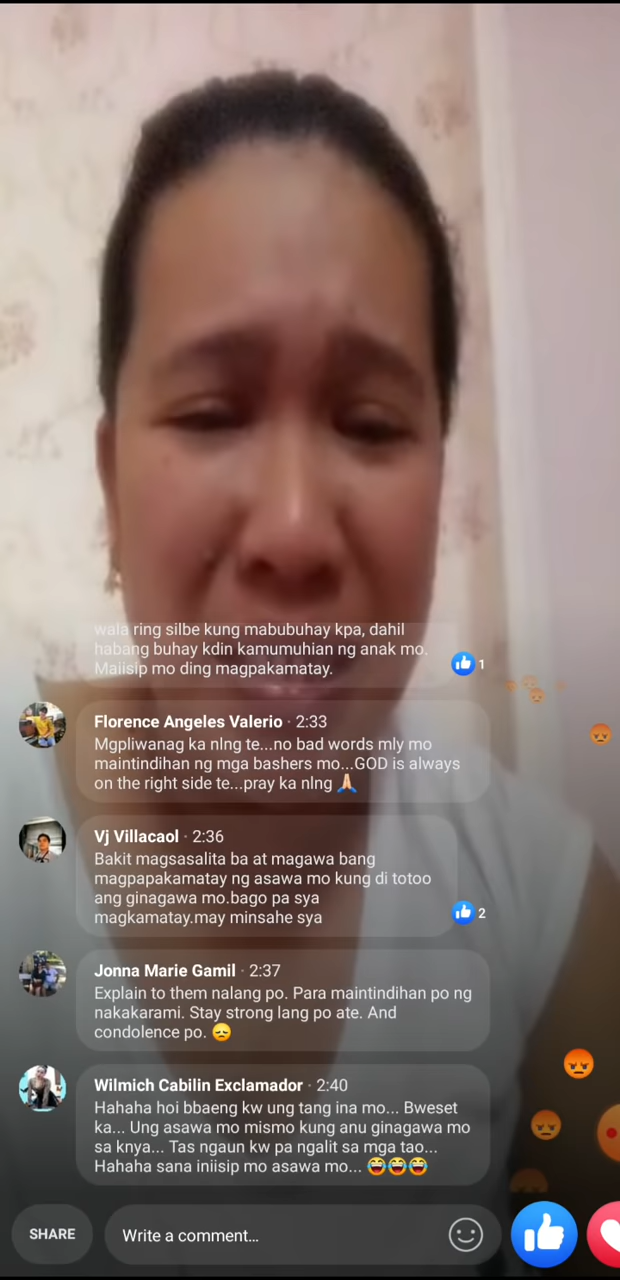 wala ring silbe kung mabubuhay kpa, dahil
habang buhay kdin kamumuhian ng anak mo.
Maiisip mo ding magpakamatay.
1
Florence Angeles Valerio · 2:33
Mgpliwanag ka nlng te...no bad words mly mo
maintindihan ng mga bashers mo...GOD is always
on the right side te...pray ka nlng 🙏🏻
Vj Villacaol · 2:36
Bakit magsasalita ba at magawa bang
magpapakamatay ng asawa mo kung di totoo
ang ginagawa mo.bago pa sya
magkamatay.may minsahe sya
2
Jonna Marie Gamil · 2:37
Explain to them nalang po. Para maintindihan po ng
nakakarami. Stay strong lang po ate. And
condolence po. 😞
Wilmich Cabilin Exclamador · 2:40
Hahaha hoi bbaeng kw ung tang ina mo... Bweset
ka... Ung asawa mo mismo kung anu ginagawa mo
sa knya... Tas ngaun kw pa ngalit sa mga tao...
Hahaha sana iniisip mo asawa mo... 😂😂😂
SHARE
Write a comment...